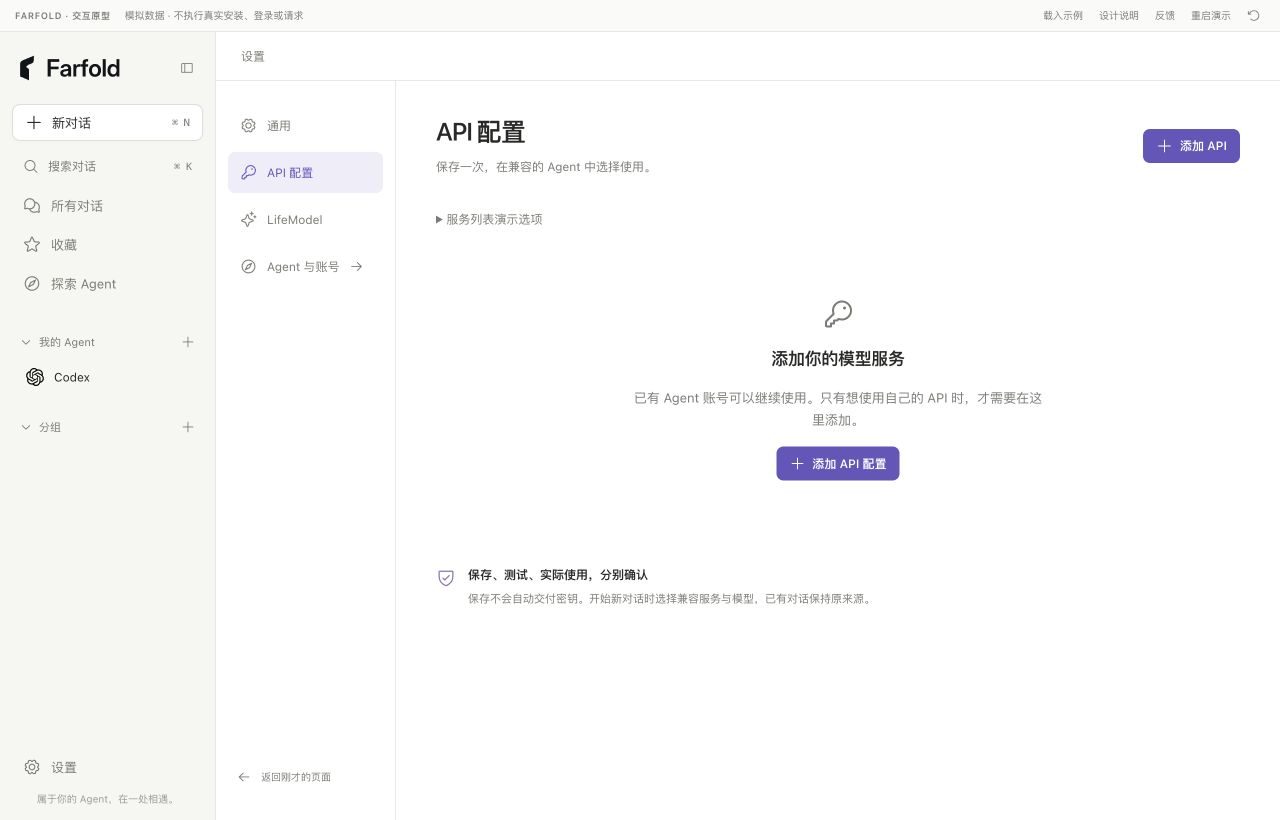 FARFOLD · 交互原型 模拟数据 · 不执行真实安装、登录或请求 载入示例 设计说明 反馈 重启演示
Farfold
新对话 ⌘ N
搜索对话 ⌘ K
所有对话
收藏
探索 Agent
我的 Agent
Codex
分组
设置
属于你的 Agent，在一处相遇。
设置
通用
API 配置
LifeModel
Agent 与账号
返回刚才的页面
API 配置
保存一次，在兼容的 Agent 中选择使用。
添加 API
服务列表演示选项
添加你的模型服务
已有 Agent 账号可以继续使用。只有想使用自己的 API 时，才需要在这
里添加。
添加 API 配置
保存、测试、实际使用，分别确认
保存不会自动交付密钥。开始新对话时选择兼容服务与模型，已有对话保持原来源。